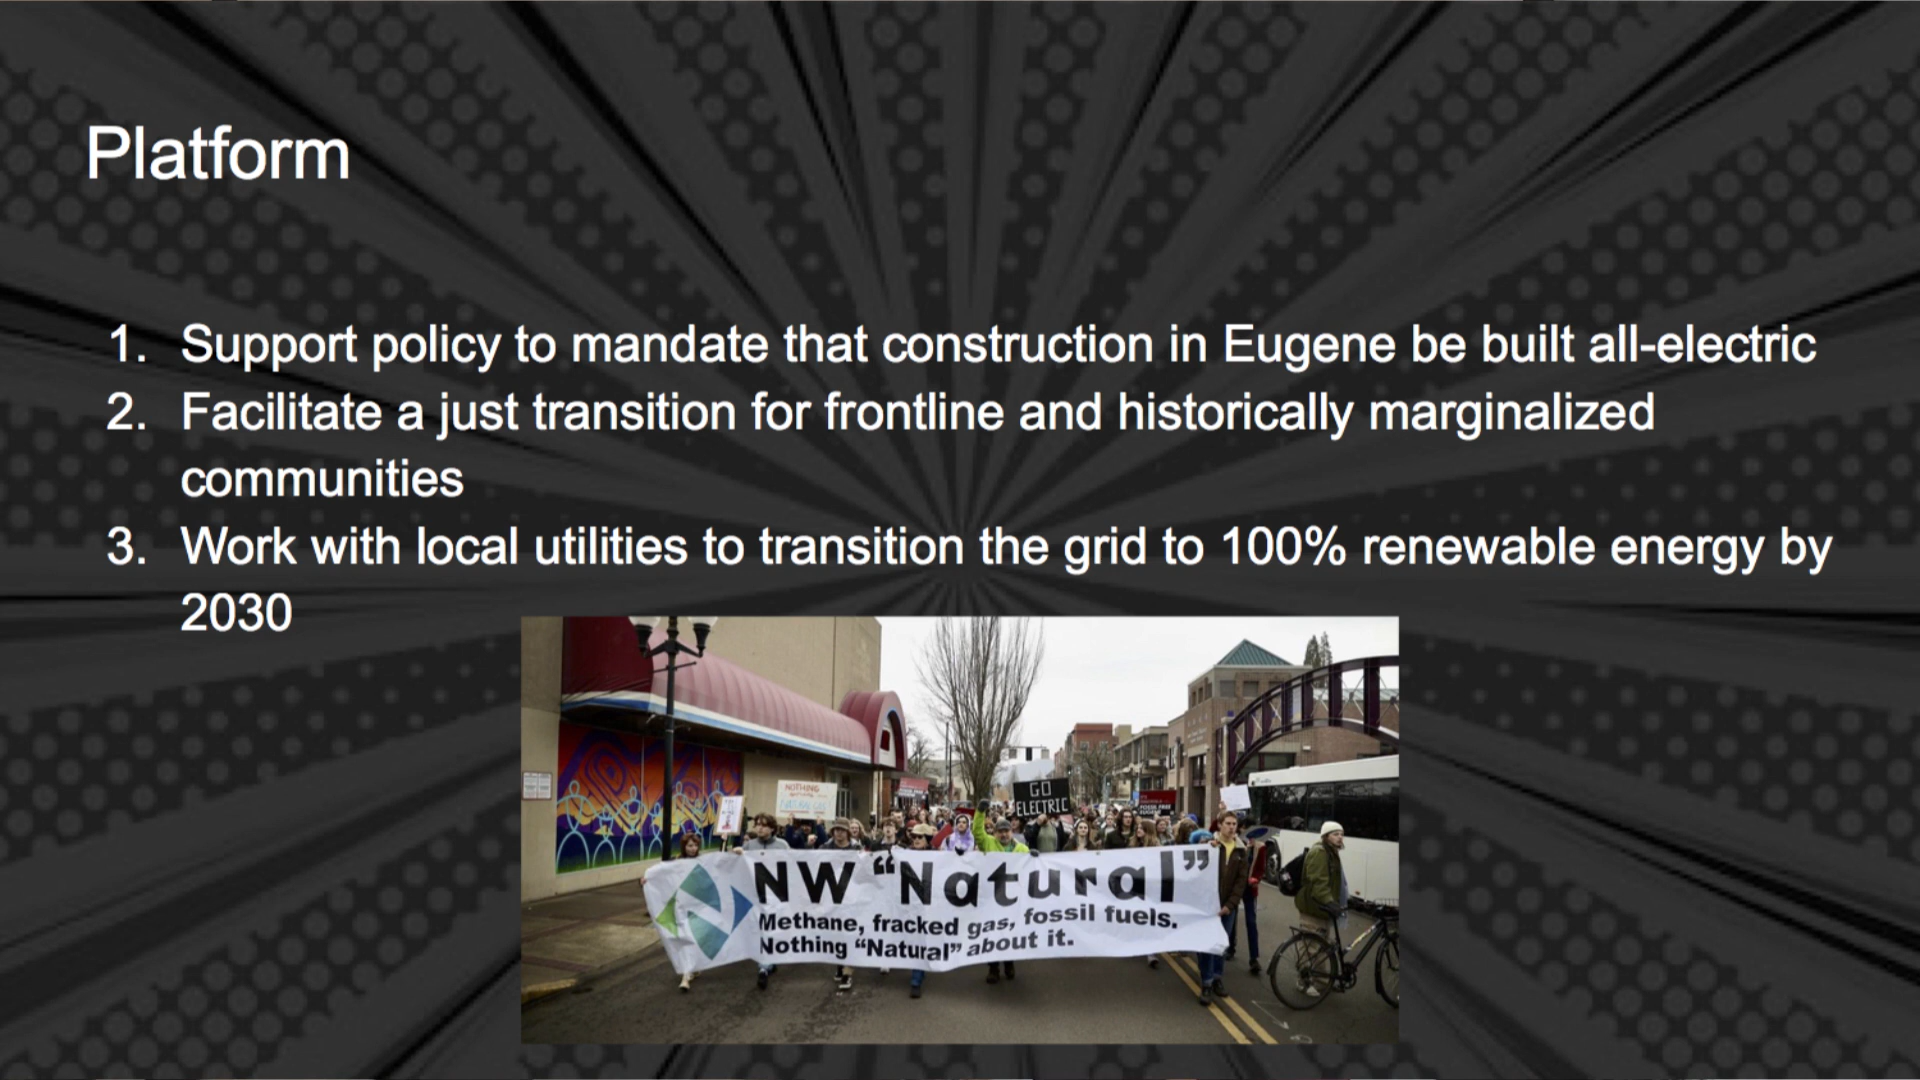 Platform
1. Support policy to mandate that construction in Eugene be built all-electric
2. Facilitate a just transition for frontline and historically marginalized
communities
3. Work with local utilities to transition the grid to 100% renewable energy by
2030
NOTHING
GO
ELECTRIC
NW “Natural”
Methane, fracked gas, fossil fuels.
Nothing “Natural” about it.